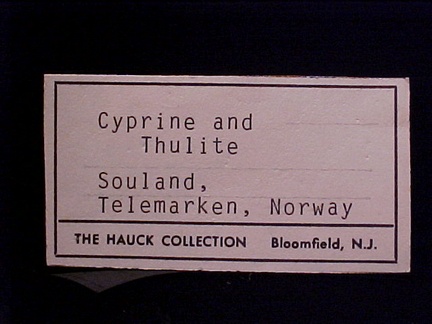 Cyprine and
Thulite
Souland,
Telemarken, Norway
THE HAUCK COLLECTION Bloomfield, N.J.